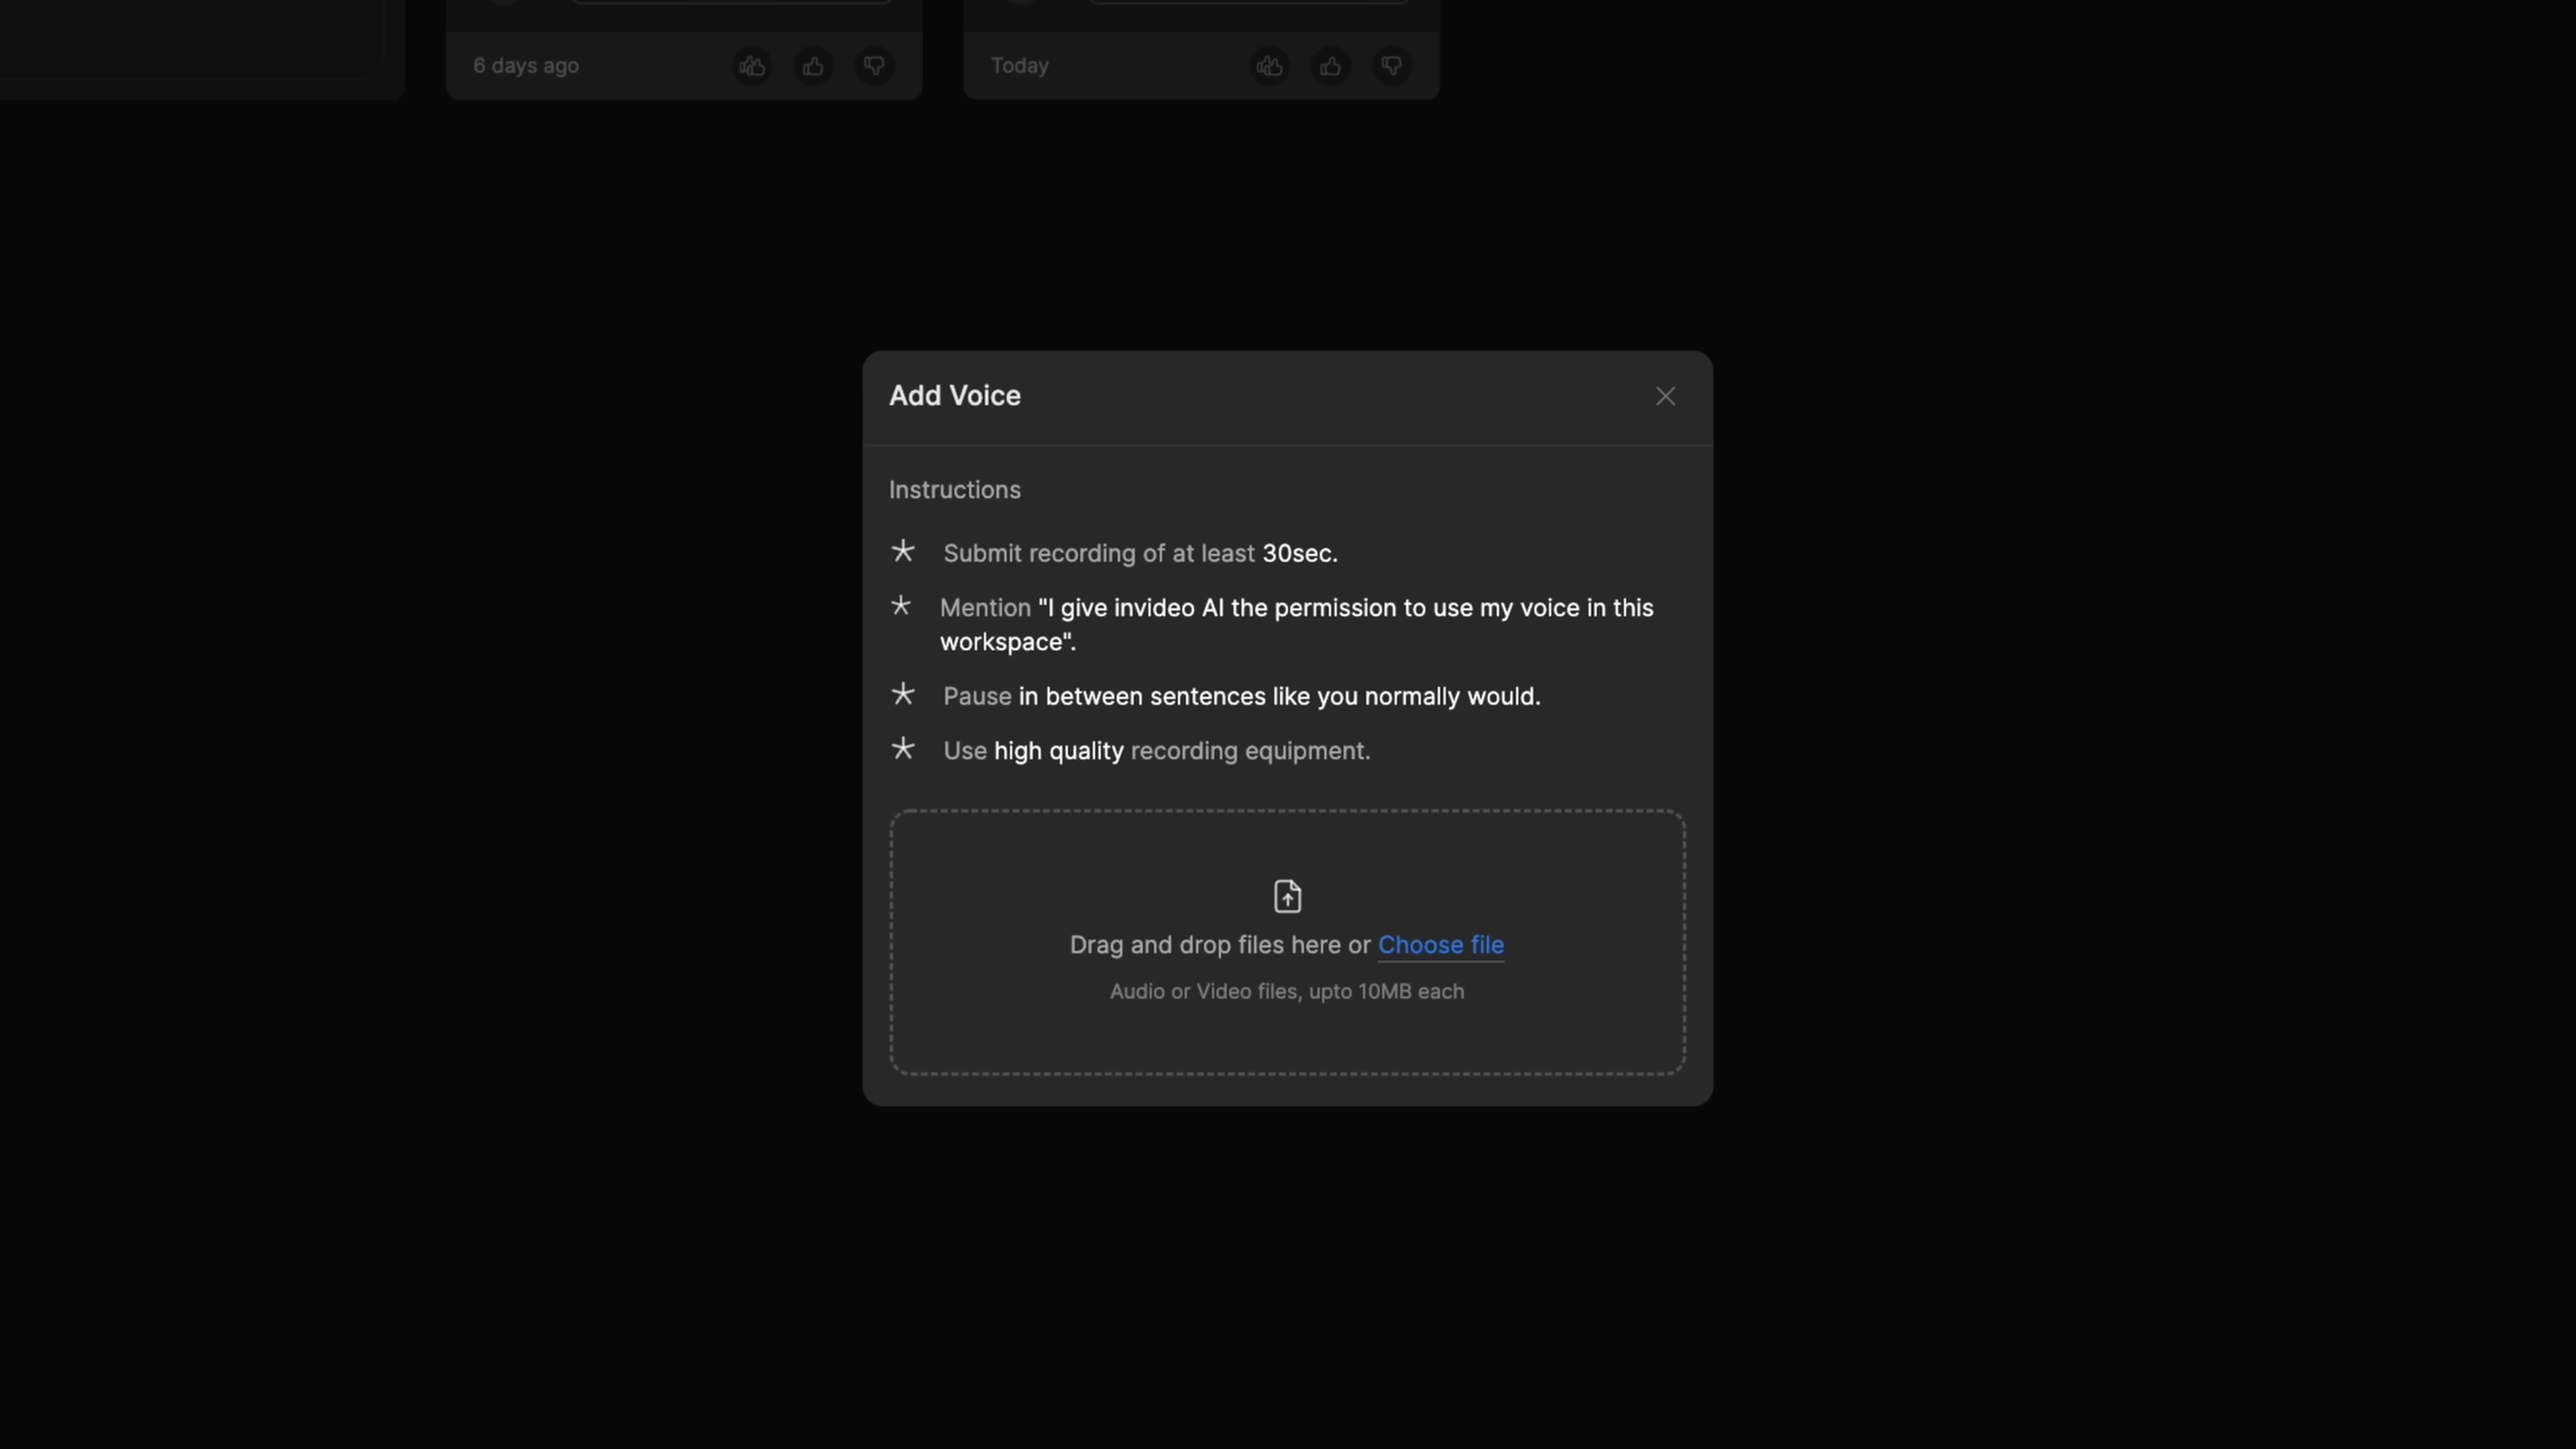 6 days ago
Today
Add Voice
Instructions
Submit recording of at least 30sec.
Mention "I give invideo AI the permission to use my voice in this
workspace".
Pause in between sentences like you normally would.
Use high quality recording equipment.
Drag and drop files here or Choose file
Audio or Video files, upto 10MB each